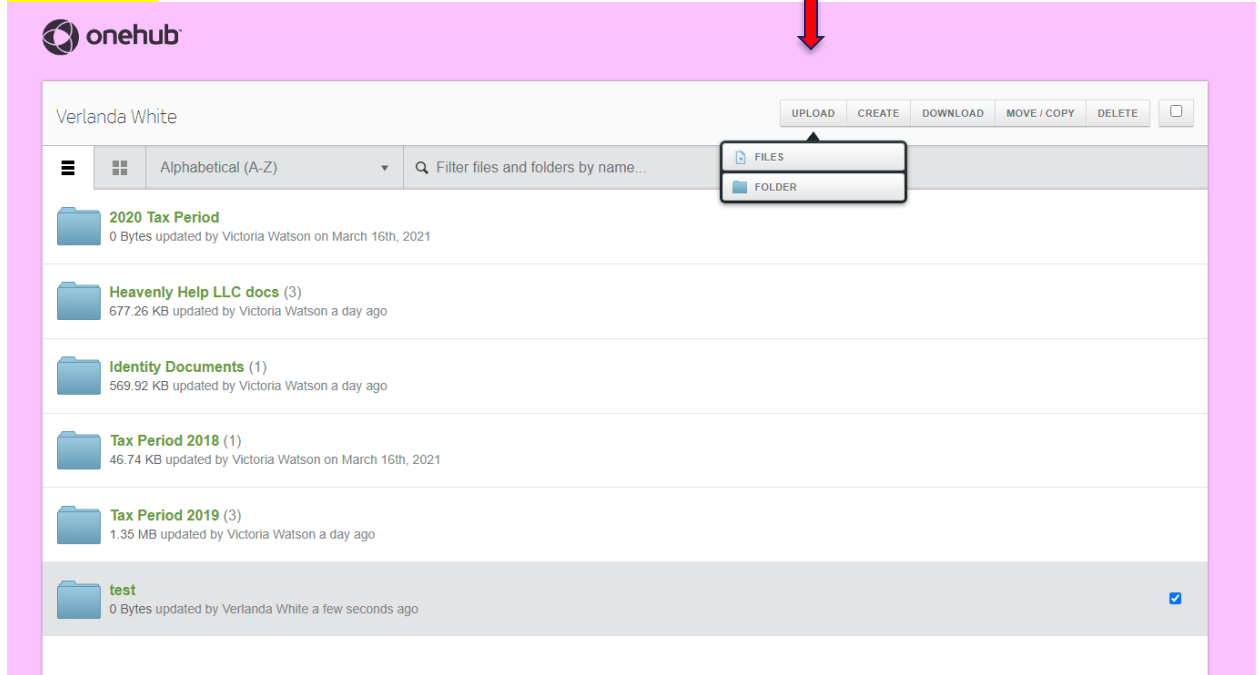 onehub
Verlanda White
UPLOAD CREATE DOWNLOAD MOVE / COPY DELETE
Alphabetical (A-Z) Filter files and folders by name...
FILES
FOLDER
2020 Tax Period
0 Bytes updated by Victoria Watson on March 16th, 2021
Heavenly Help LLC docs (3)
677.26 KB updated by Victoria Watson a day ago
Identity Documents (1)
569.92 KB updated by Victoria Watson a day ago
Tax Period 2018 (1)
46.74 KB updated by Victoria Watson on March 16th, 2021
Tax Period 2019 (3)
1.35 MB updated by Victoria Watson a day ago
test
0 Bytes updated by Verlanda White a few seconds ago